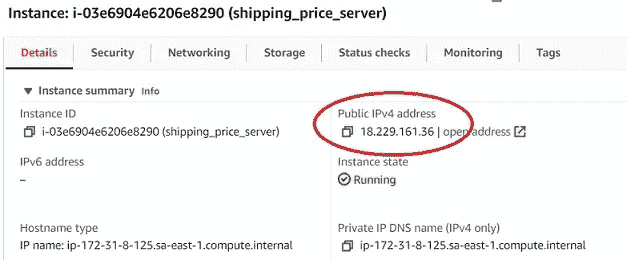 Instance: i-03e6904e6206e8290 (shipping_price_server)
Details Security Networking Storage Status checks Monitoring Tags
▼ Instance summary Info
Instance ID
i-03e6904e6206e8290 (shipping_price_server)
Public IPv4 address
18.229.161.36 | open address
IPv6 address
–
Instance state
Running
Hostname type
IP name: ip-172-31-8-125.sa-east-1.compute.internal
Private IP DNS name (IPv4 only)
ip-172-31-8-125.sa-east-1.compute.internal